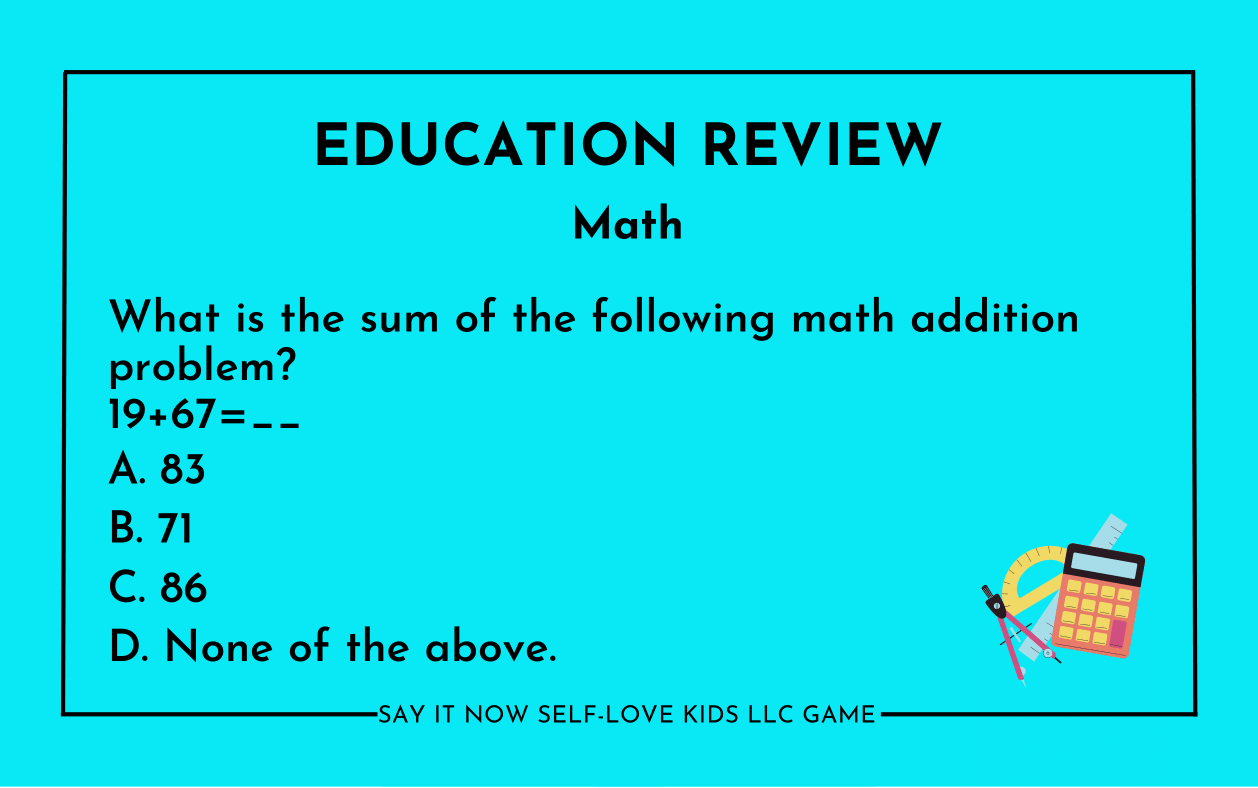 EDUCATION REVIEW
Math
What is the sum of the following math addition
problem?
19+67=__
A. 83
B. 71
C. 86
D. None of the above.
SAY IT NOW SELF-LOVE KIDS LLC GAME